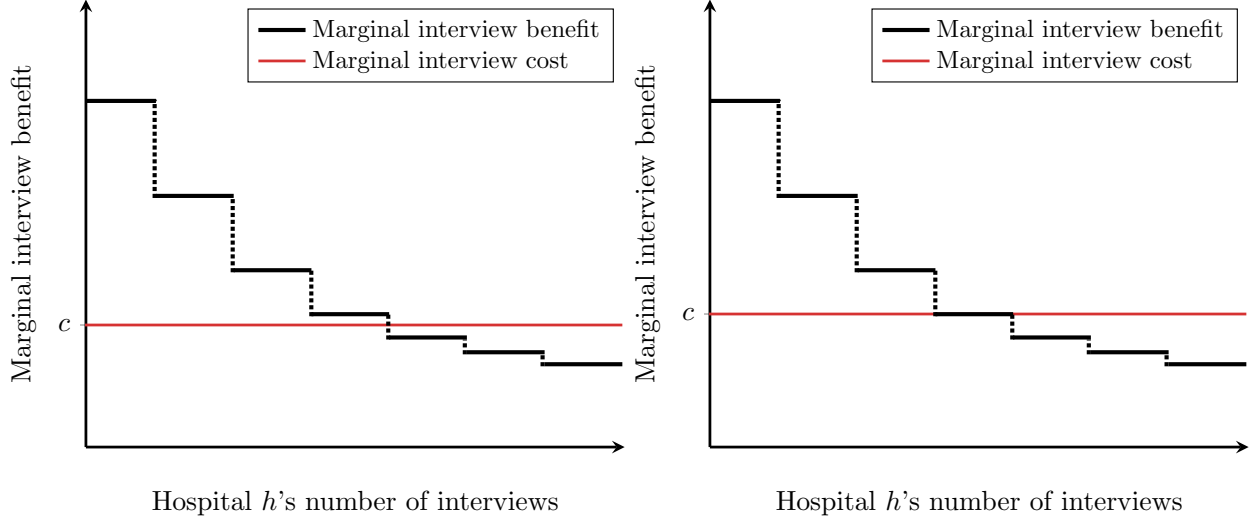 Marginal interview benefit
Marginal interview cost
Marginal interview benefit
c
Hospital h's number of interviews
Marginal interview benefit
Marginal interview cost
Marginal interview benefit
c
Hospital h's number of interviews